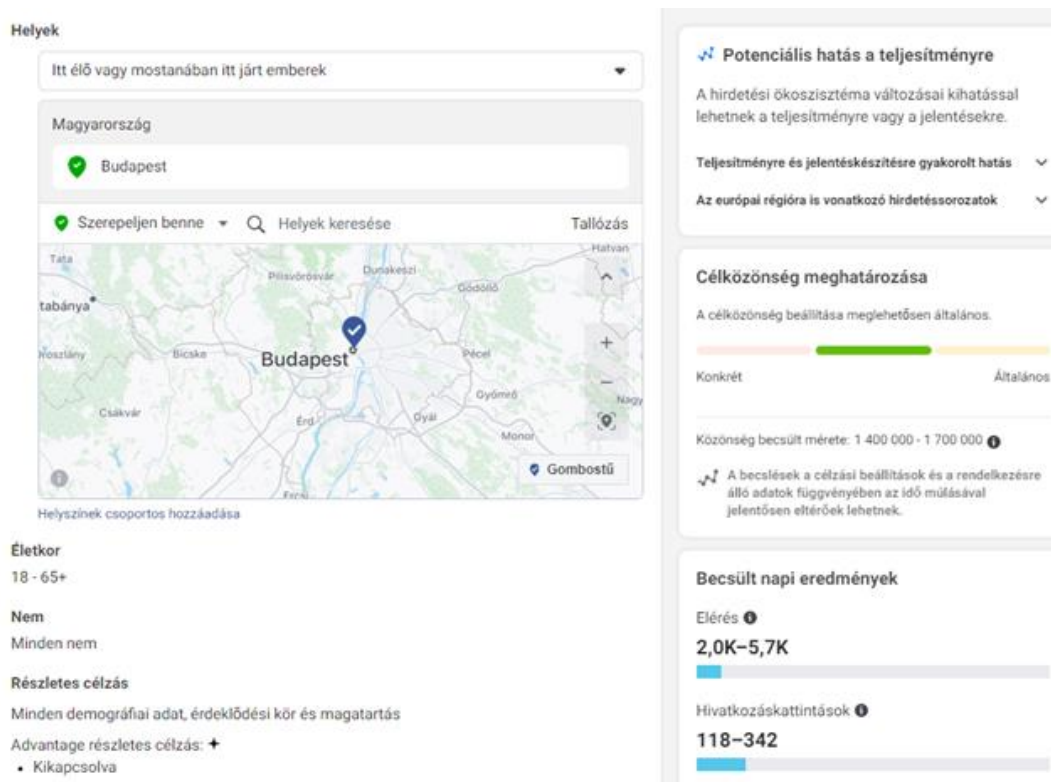 Helyek
Itt élő vagy mostanában itt járt emberek
Magyarország
Budapest
Szerepeljen benne
Helyek keresése
Tallózás
Tata
Hatvan
Pilisvörösvár
Dunakeszi
Gödöllő
tabánya
oroszlány
Bicske
Budapest
Pécel
Gyömrő
Nagy
Csákvár
Érd
Gyál
Monor
Ercsi
Gombostű
Helyszínek csoportos hozzáadása
Életkor
18 - 65+
Nem
Minden nem
Részletes célzás
Minden demográfiai adat, érdeklődési kör és magatartás
Advantage részletes célzás:
• Kikapcsolva
Potenciális hatás a teljesítményre
A hirdetési ökoszisztéma változásai kihatással
lehetnek a teljesítményre vagy a jelentésekre.
Teljesítményre és jelentéskészítésre gyakorolt hatás
Az európai régióra is vonatkozó hirdetéssorozatok
Célközönség meghatározása
A célközönség beállítása meglehetősen általános.
Konkrét
Általános
Közönség becsült mérete: 1 400 000 - 1 700 000
A becslések a célzási beállítások és a rendelkezésre
álló adatok függvényében az idő múlásával
jelentősen eltérőek lehetnek.
Becsült napi eredmények
Elérés
2,0K–5,7K
Hivatkozáskattintások
118–342